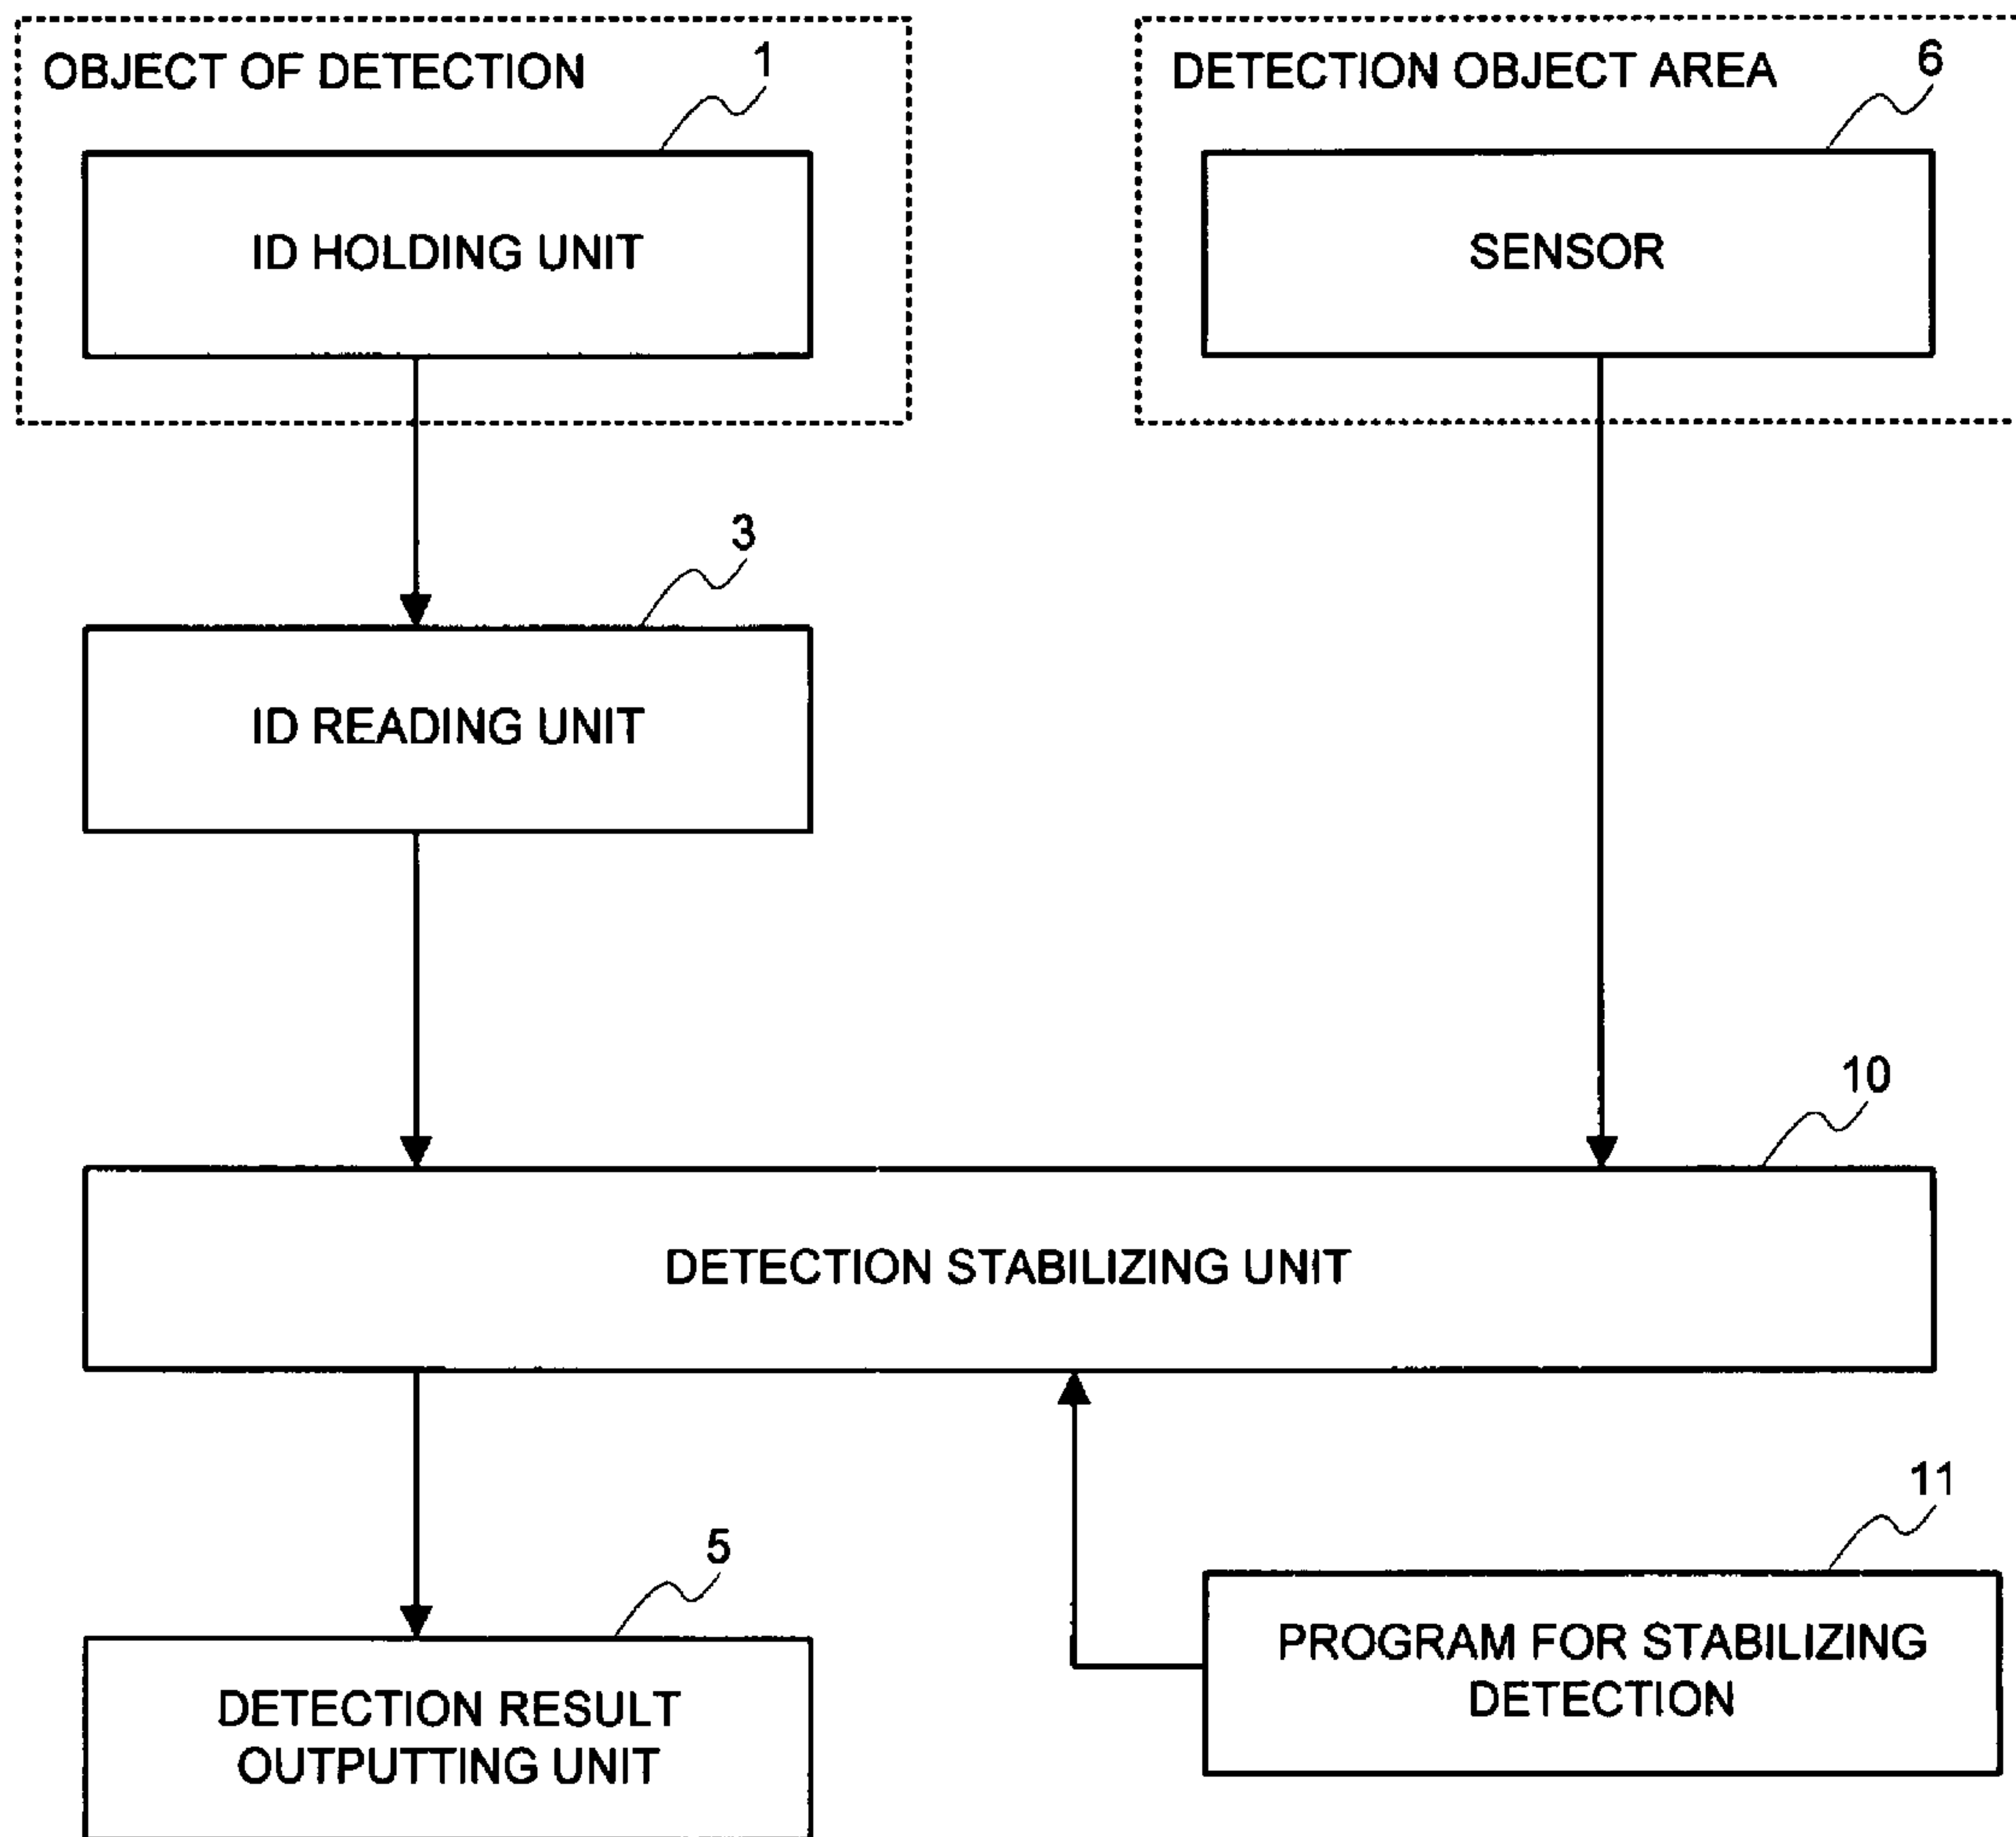 OBJECT OF DETECTION
1
ID HOLDING UNIT
DETECTION OBJECT AREA
6
SENSOR
3
ID READING UNIT
10
DETECTION STABILIZING UNIT
5
DETECTION RESULT
OUTPUTTING UNIT
11
PROGRAM FOR STABILIZING
DETECTION